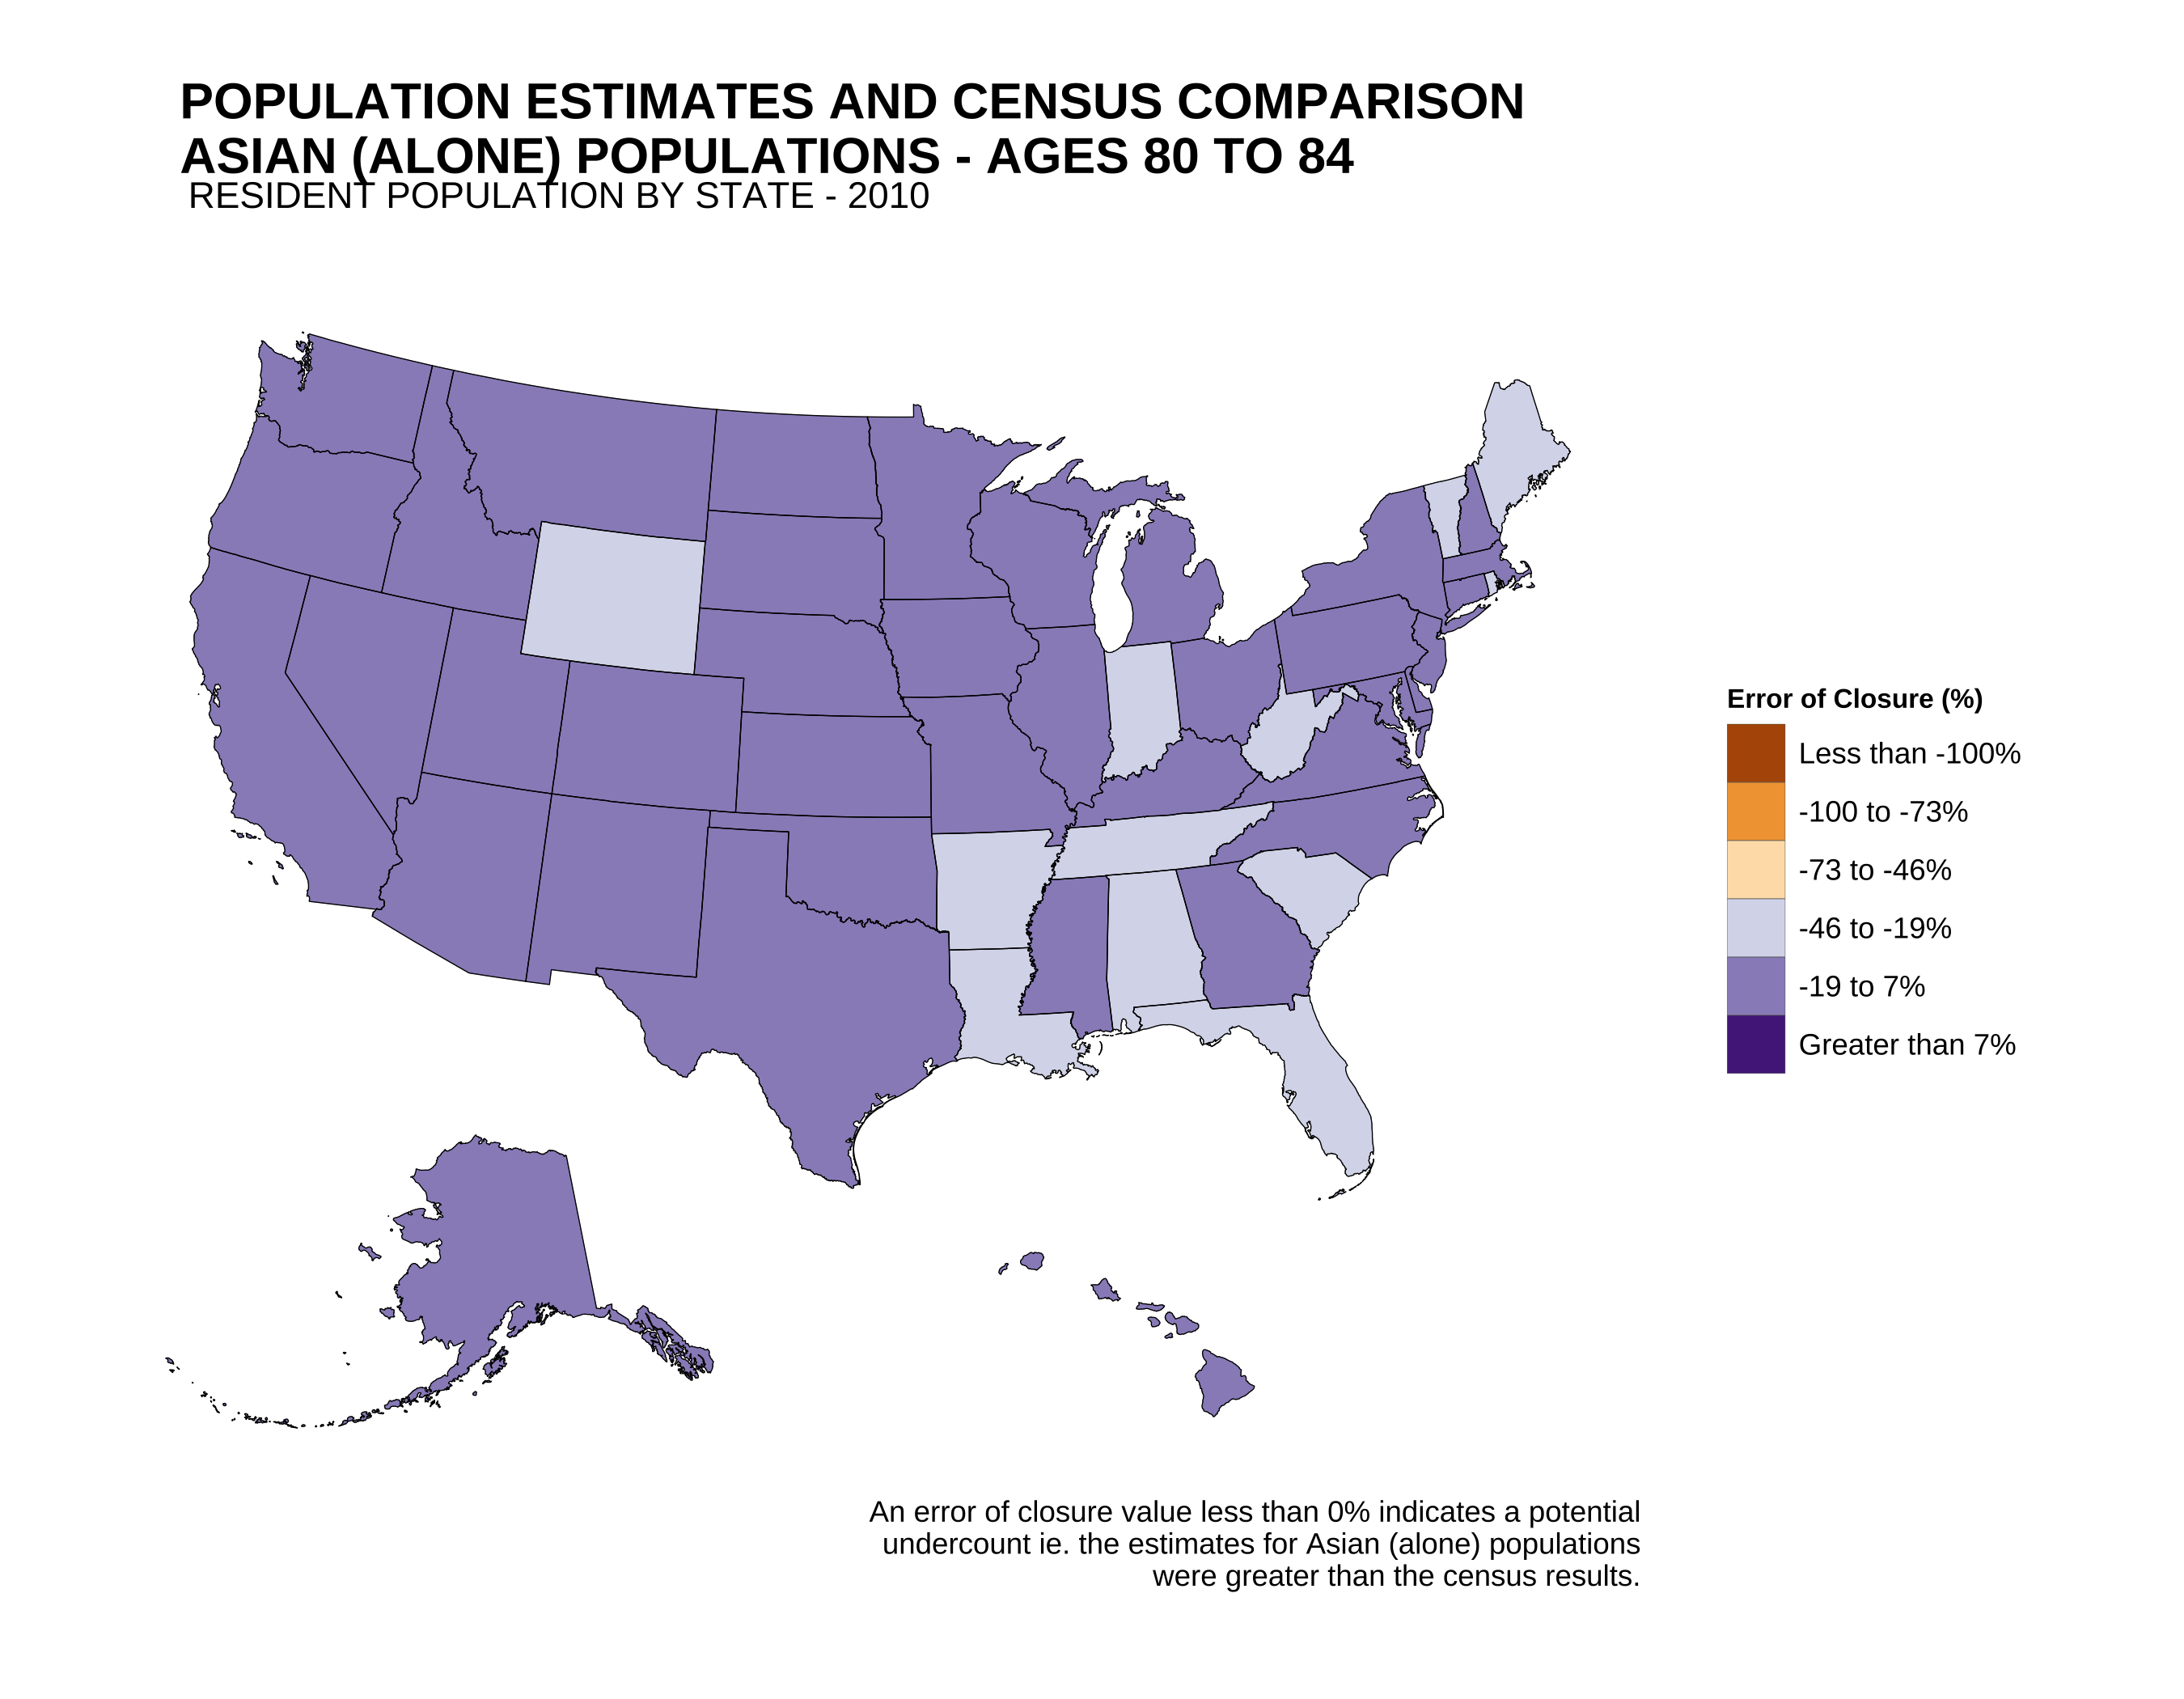 POPULATION ESTIMATES AND CENSUS COMPARISON
ASIAN (ALONE) POPULATIONS - AGES 80 TO 84
RESIDENT POPULATION BY STATE - 2010
Error of Closure (%)
Less than -100%
-100 to -73%
-73 to -46%
-46 to -19%
-19 to 7%
Greater than 7%
An error of closure value less than 0% indicates a potential
undercount ie. the estimates for Asian (alone) populations
were greater than the census results.